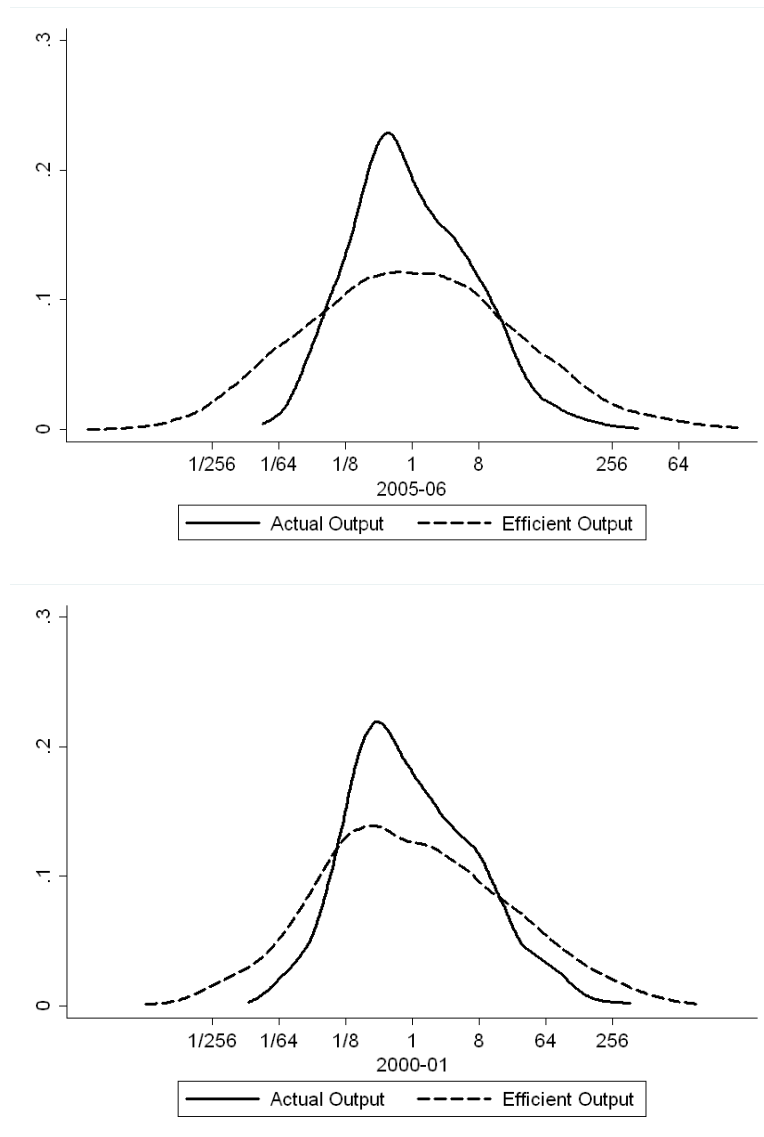 .3
.2
.1
0
1/256 1/64 1/8 1 8 256 64
2005-06
Actual Output Efficient Output
.3
.2
.1
0
1/256 1/64 1/8 1 8 64 256
2000-01
Actual Output Efficient Output